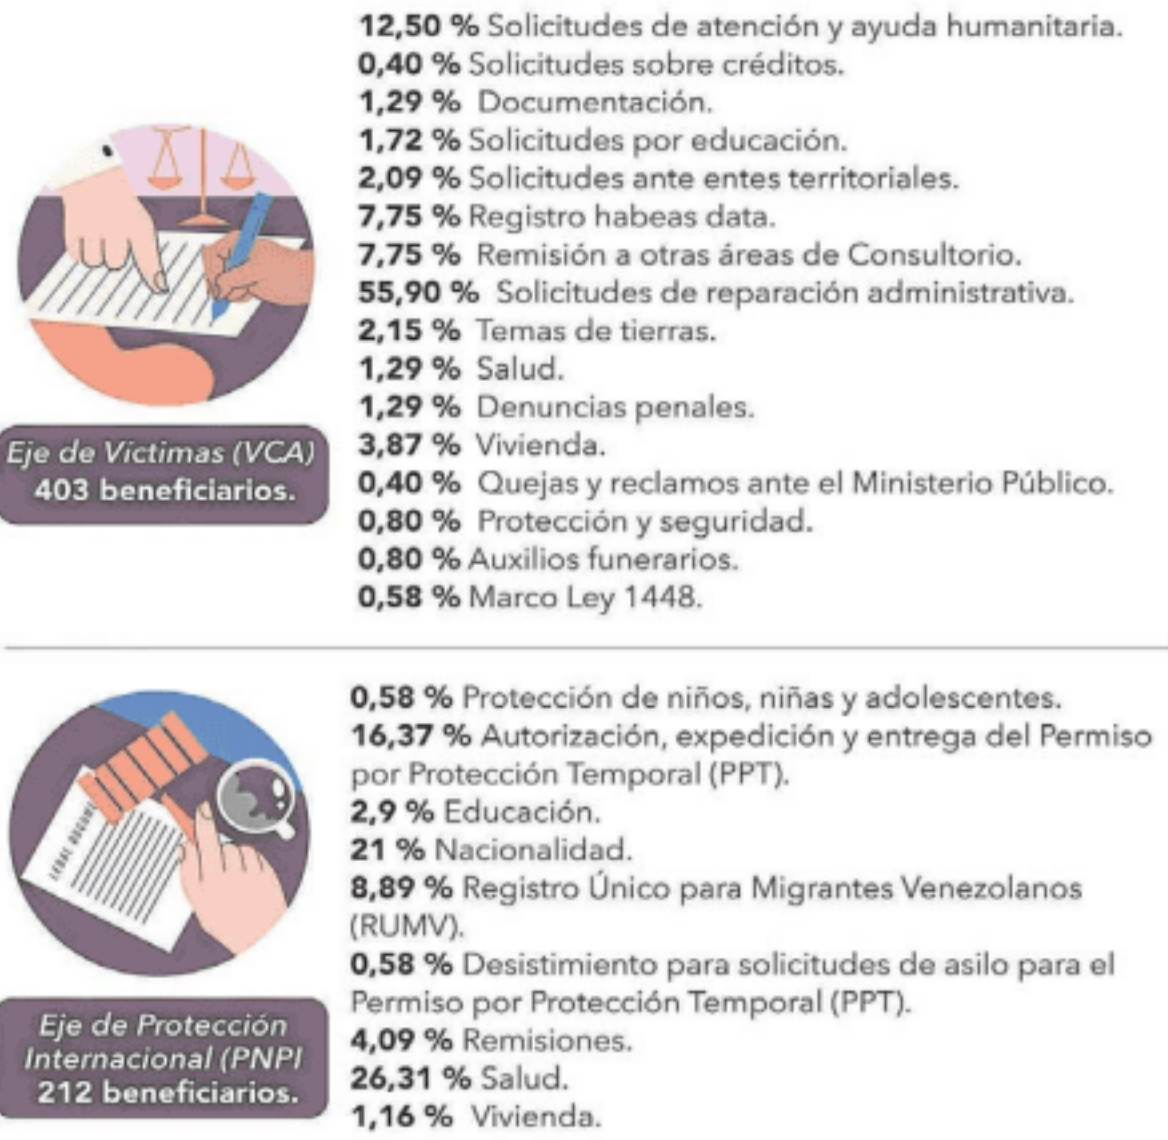 12,50 % Solicitudes de atención y ayuda humanitaria.
0,40 % Solicitudes sobre créditos.
1,29 % Documentación.
1,72 % Solicitudes por educación.
2,09 % Solicitudes ante entes territoriales.
7,75 % Registro habeas data.
7,75 % Remisión a otras áreas de Consultorio.
55,90 % Solicitudes de reparación administrativa.
2,15 % Temas de tierras.
1,29 % Salud.
1,29 % Denuncias penales.
3,87 % Vivienda.
0,40 % Quejas y reclamos ante el Ministerio Público.
0,80 % Protección y seguridad.
0,80 % Auxilios funerarios.
0,58 % Marco Ley 1448.
Eje de Víctimas (VCA)
403 beneficiarios.
0,58 % Protección de niños, niñas y adolescentes.
16,37 % Autorización, expedición y entrega del Permiso
por Protección Temporal (PPT).
2,9 % Educación.
21 % Nacionalidad.
8,89 % Registro Único para Migrantes Venezolanos
(RUMV).
0,58 % Desistimiento para solicitudes de asilo para el
Permiso por Protección Temporal (PPT).
4,09 % Remisiones.
26,31 % Salud.
1,16 % Vivienda.
LEGAL DOCUME
Eje de Protección
Internacional (PNPI
212 beneficiarios.